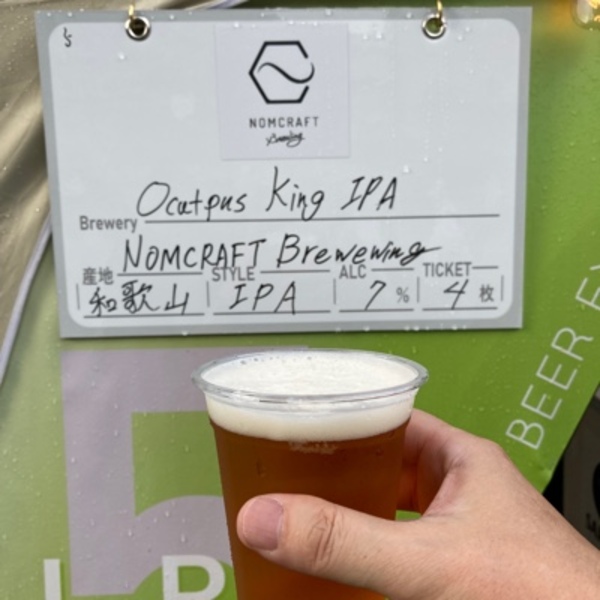 NOMCRAFT
Brewing
Ocutpus King IPA
Brewery
NOMCRAFT Brewewing
産地 STYLE ALC TICKET
和歌山 IPA 7 % 4 枚
BEER
5